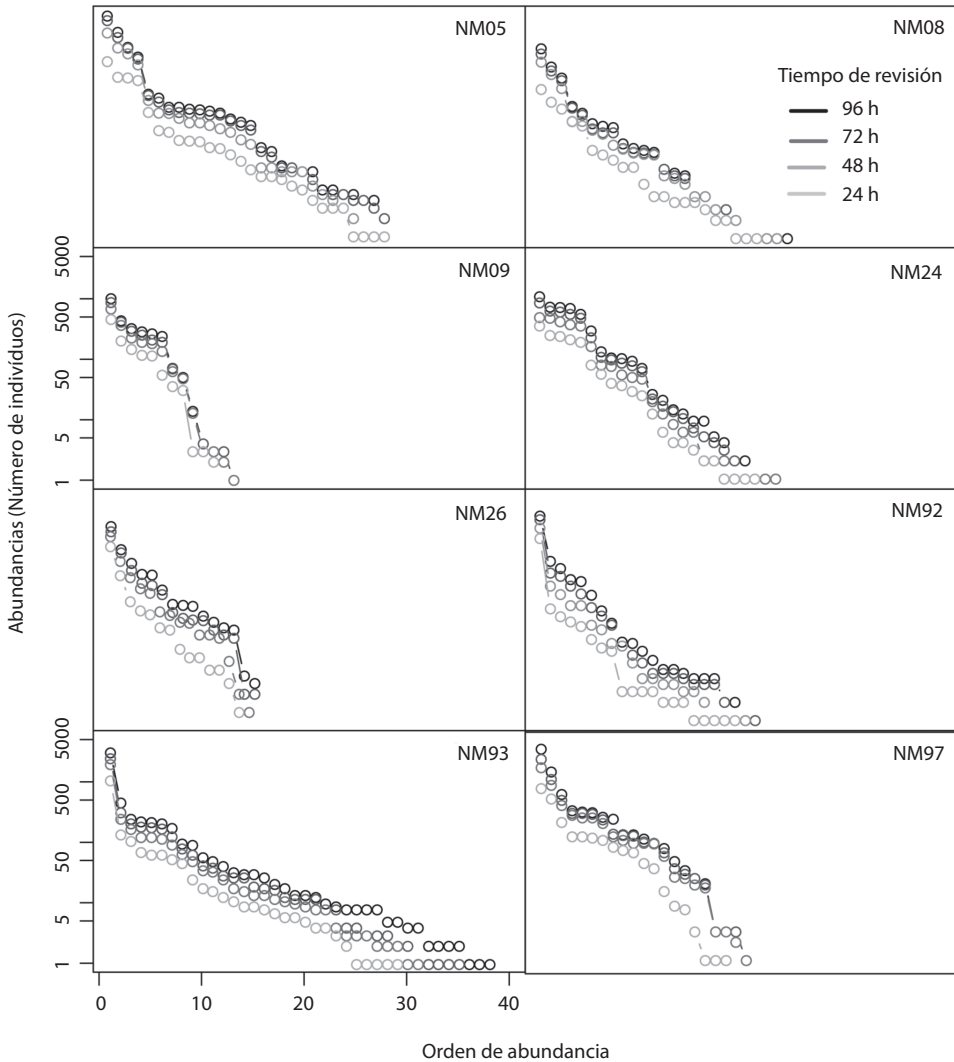 NM05
NM08
Tiempo de revisión
96 h
72 h
48 h
24 h
NM09
NM24
5000
500
50
5
1
NM26
NM92
NM93
NM97
5000
500
50
5
1
0
10
20
30
40
Abundancias (Número de indivíduos)
Orden de abundancia